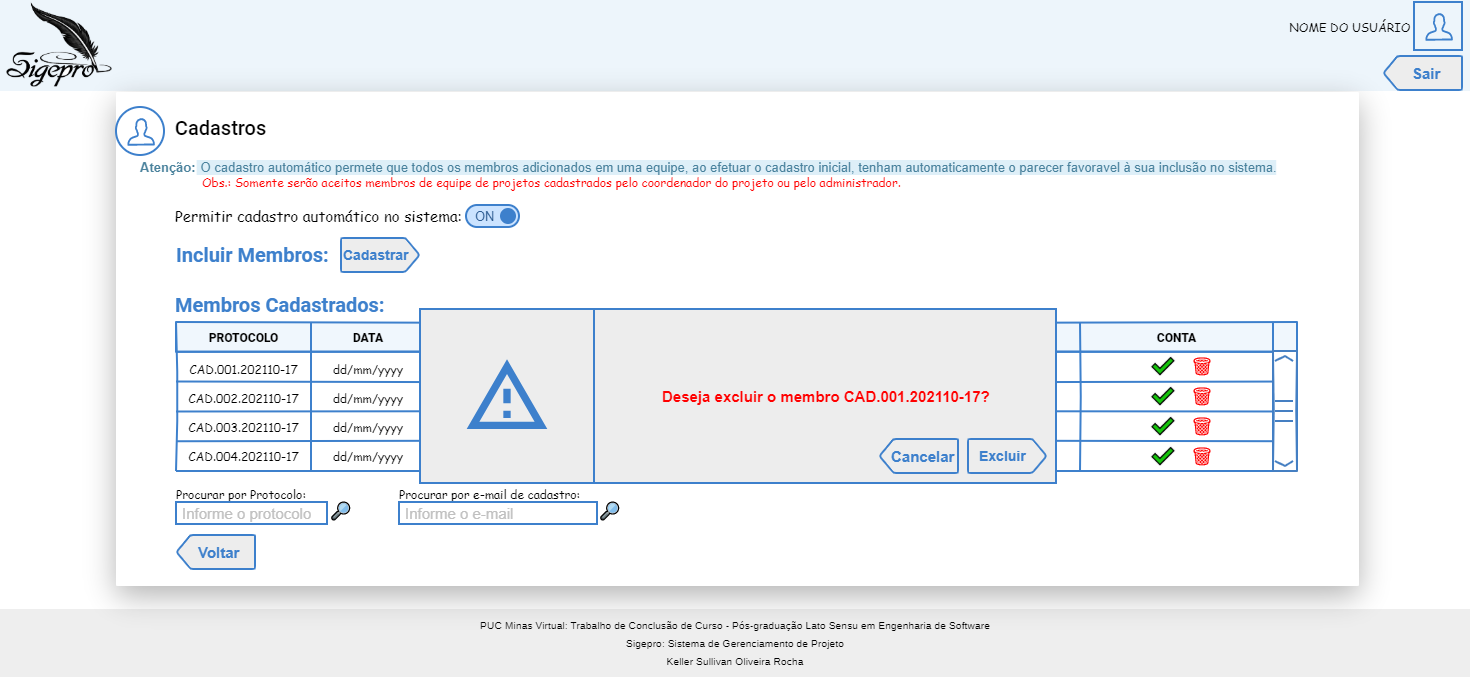 Sigepro
NOME DO USUÁRIO
Sair
Cadastros
Atenção: O cadastro automático permete que todos os membros adicionados em uma equipe, ao efetuar o cadastro inicial, tenham automaticamente o parecer favoravel à sua inclusão no sistema.
Obs.: Somente serão aceitos membros de equipe de projetos cadastrados pelo coordenador do projeto ou pelo administrador.
Permitir cadastro automático no sistema: ON
Incluir Membros: Cadastrar
Membros Cadastrados:
PROTOCOLO DATA CONTA
CAD.001.202110-17 dd/mm/yyyy
CAD.002.202110-17 dd/mm/yyyy
CAD.003.202110-17 dd/mm/yyyy
CAD.004.202110-17 dd/mm/yyyy
Deseja excluir o membro CAD.001.202110-17?
Cancelar Excluir
Procurar por Protocolo: Procurar por e-mail de cadastro:
Informe o protocolo Informe o e-mail
Voltar
PUC Minas Virtual: Trabalho de Conclusão de Curso - Pós-graduação Lato Sensu em Engenharia de Software
Sigepro: Sistema de Gerenciamento de Projeto
Keller Sullivan Oliveira Rocha